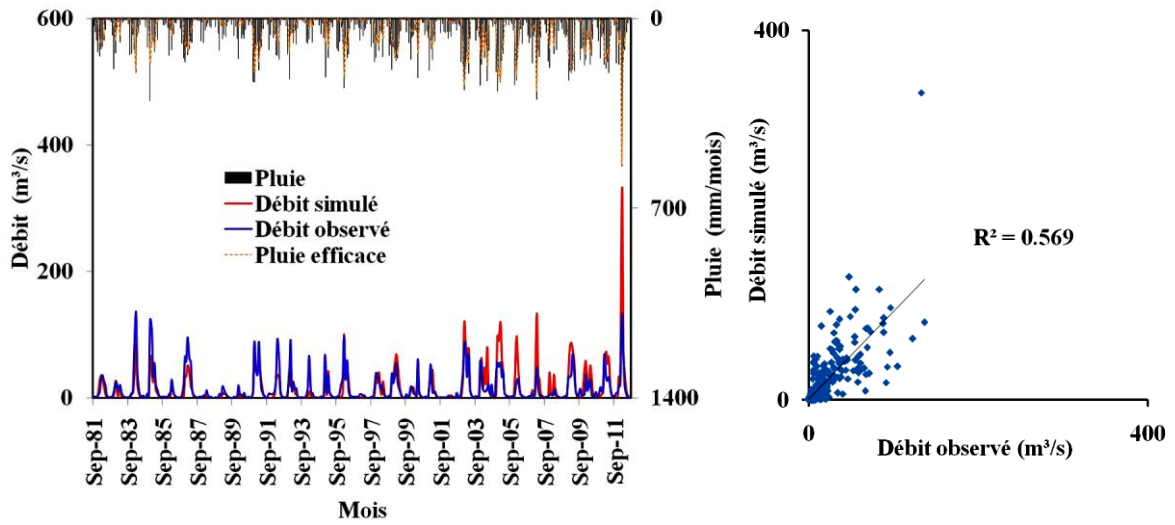 600
400
200
0
Débit (m³/s)
Pluie
Débit simulé
Débit observé
Pluie efficace
0
700
1400
Pluie (mm/mois)
Sep-81
Sep-83
Sep-85
Sep-87
Sep-89
Sep-91
Sep-93
Sep-95
Sep-97
Sep-99
Sep-01
Sep-03
Sep-05
Sep-07
Sep-09
Sep-11
Mois
400
0
Débit simulé (m³/s)
R² = 0.569
0
400
Débit observé (m³/s)